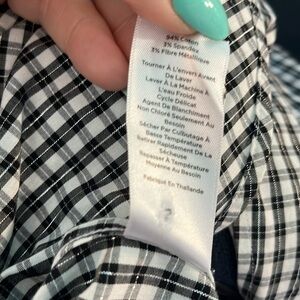 94% Coton
3% Spandex
3% Fibre Métallique
Tourner À L'envers Avant
De Laver
Laver À La Machine À
L'eau Froide
Cycle Délicat
Agent De Blanchiment
Non Chloré Seulement Au
Besoin
Sécher Par Culbutage À
Basse Température
Retirer Rapidement De La
Sécheuse
Repasser À Température
Moyenne Au Besoin
Fabriqué En Thaïlande